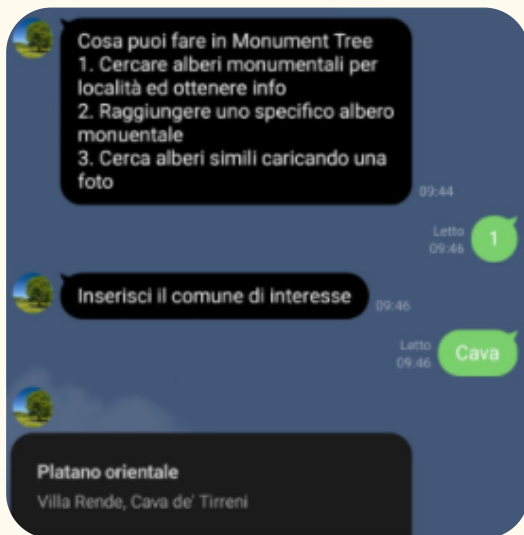 Cosa puoi fare in Monument Tree
1. Cercare alberi monumentali per
località ed ottenere info
2. Raggiungere uno specifico albero
monuentale
3. Cerca alberi simili caricando una
foto
09:44
Letto
09:46
1
Inserisci il comune di interesse
09:46
Letto
09:46
Cava
Platano orientale
Villa Rende, Cava de' Tirreni